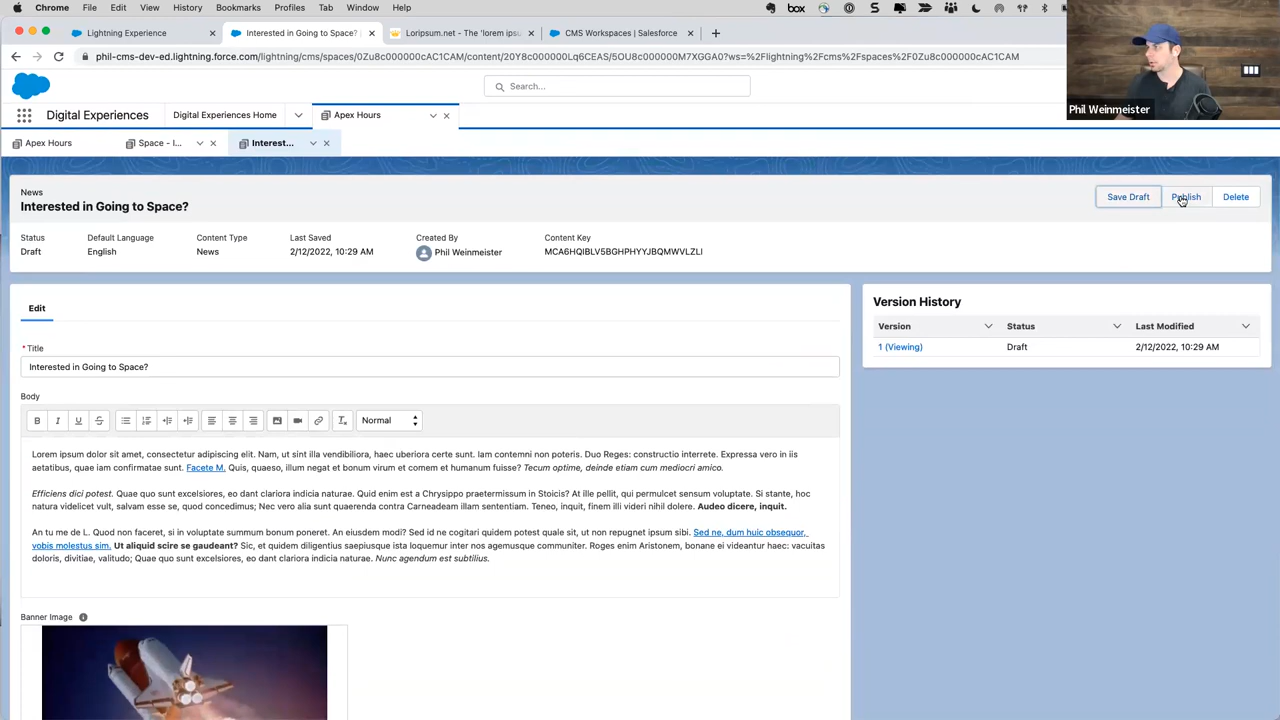 Chrome File Edit View History Bookmarks Profiles Tab Window Help box
Lightning Experience Interested in Going to Space? | Loripsum.net - The 'lorem ipsu CMS Workspaces | Salesforce
phil-cms-dev-ed.lightning.force.com/lightning/cms/spaces/0Zu8c000000cAC1CAM/content/20Y8c000000Lq6CEAS/5OU8c000000M7XGGA0?ws=%2Flightning%2Fcms%2Fspaces%2F0Zu8c000000cAC1CAM
Search...
Phil Weinmeister
Digital Experiences Digital Experiences Home Apex Hours
Apex Hours Space - I... Interest...
News
Interested in Going to Space?
Save Draft Publish Delete
Status Default Language Content Type Last Saved Created By Content Key
Draft English News 2/12/2022, 10:29 AM Phil Weinmeister MCA6HQIBLV5BGHPHYYJBQMWVLZLI
Edit
Version History
Version Status Last Modified
1 (Viewing) Draft 2/12/2022, 10:29 AM
* Title
Interested in Going to Space?
Body
B I U S Normal
Lorem ipsum dolor sit amet, consectetur adipiscing elit. Nam, ut sint illa vendibiliora, haec uberiora certe sunt. Iam contemni non poteris. Duo Reges: constructio interrete. Expressa vero in iis
aetatibus, quae iam confirmatae sunt. Facete M. Quis, quaeso, illum negat et bonum virum et comem et humanum fuisse? Tecum optime, deinde etiam cum mediocri amico.
Efficiens dici potest. Quae quo sunt excelsiores, eo dant clariora indicia naturae. Quid enim est a Chrysippo praetermissum in Stoicis? At ille pellit, qui permulcet sensum voluptate. Si stante, hoc
natura videlicet vult, salvam esse se, quod concedimus; Nec vero alia sunt quaerenda contra Carneadeam illam sententiam. Teneo, inquit, finem illi videri nihil dolere. Audeo dicere, inquit.
An tu me de L. Quod non faceret, si in voluptate summum bonum poneret. An eiusdem modi? Sed id ne cogitari quidem potest quale sit, ut non repugnet ipsum sibi. Sed ne, dum huic obsequor,
vobis molestus sim. Ut aliquid scire se gaudeant? Sic, et quidem diligentius saepiusque ista loquemur inter nos agemusque communiter. Roges enim Aristonem, bonane ei videantur haec: vacuitas
doloris, divitiae, valitudo; Quae quo sunt excelsiores, eo dant clariora indicia naturae. Nunc agendum est subtilius.
Banner Image